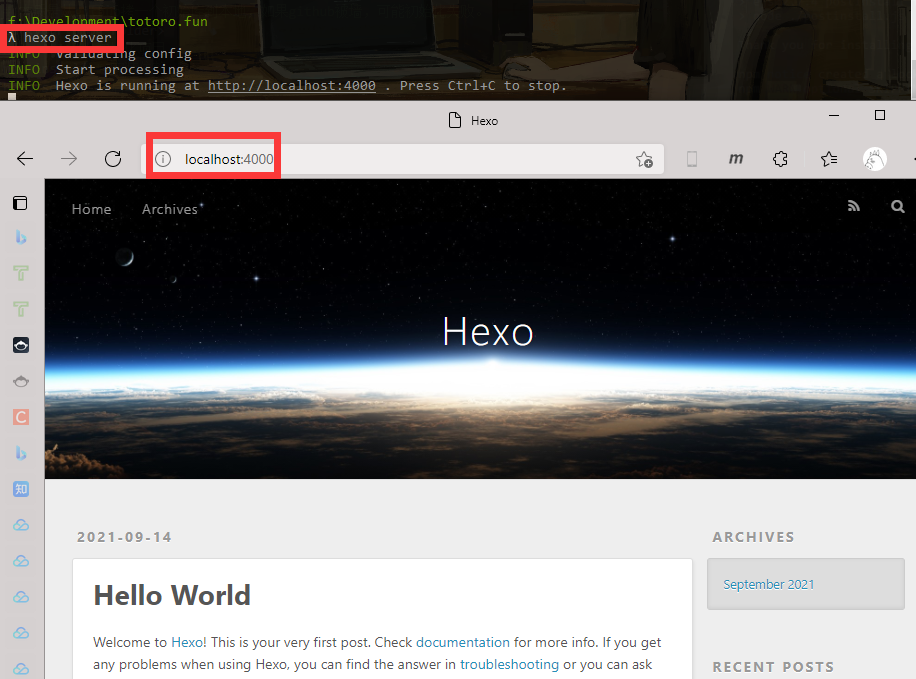 f:\Development\totoro.fun
λ hexo server
INFO  Validating config
INFO  Start processing
INFO  Hexo is running at http://localhost:4000 . Press Ctrl+C to stop.
Hexo
localhost:4000
m
Home
Archives
Hexo
C
知
2021-09-14
ARCHIVES
Hello World
September 2021
Welcome to Hexo! This is your very first post. Check documentation for more info. If you get
any problems when using Hexo, you can find the answer in troubleshooting or you can ask
RECENT POSTS